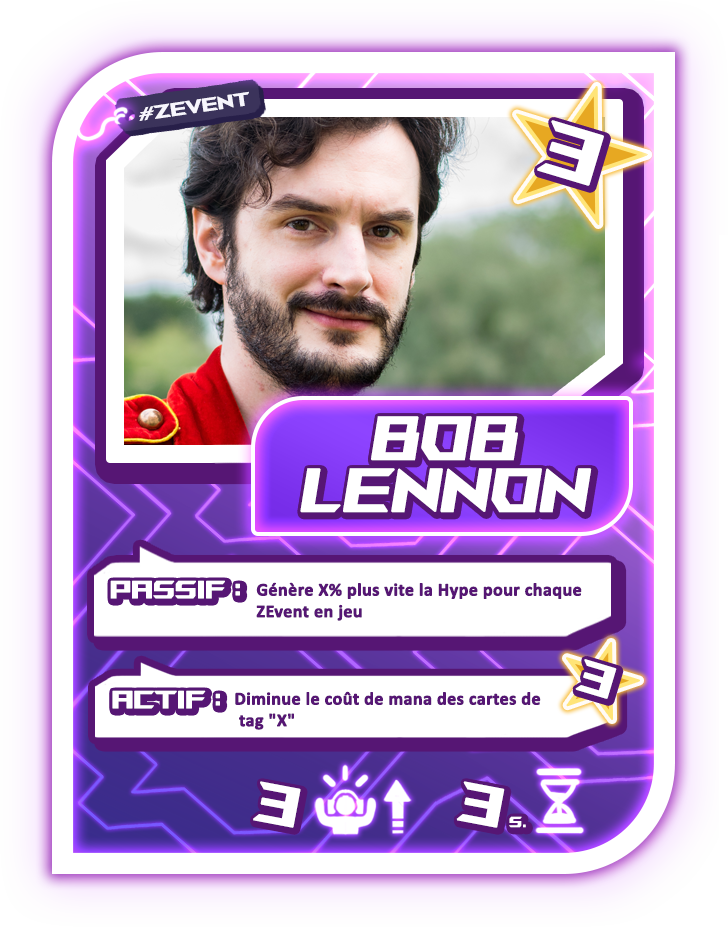 #ZEVENT
3
BOB
LENNON
PASSIF : Génère X% plus vite la Hype pour chaque
ZEvent en jeu
ACTIF : Diminue le coût de mana des cartes de
tag "X"
3
3
3 s.